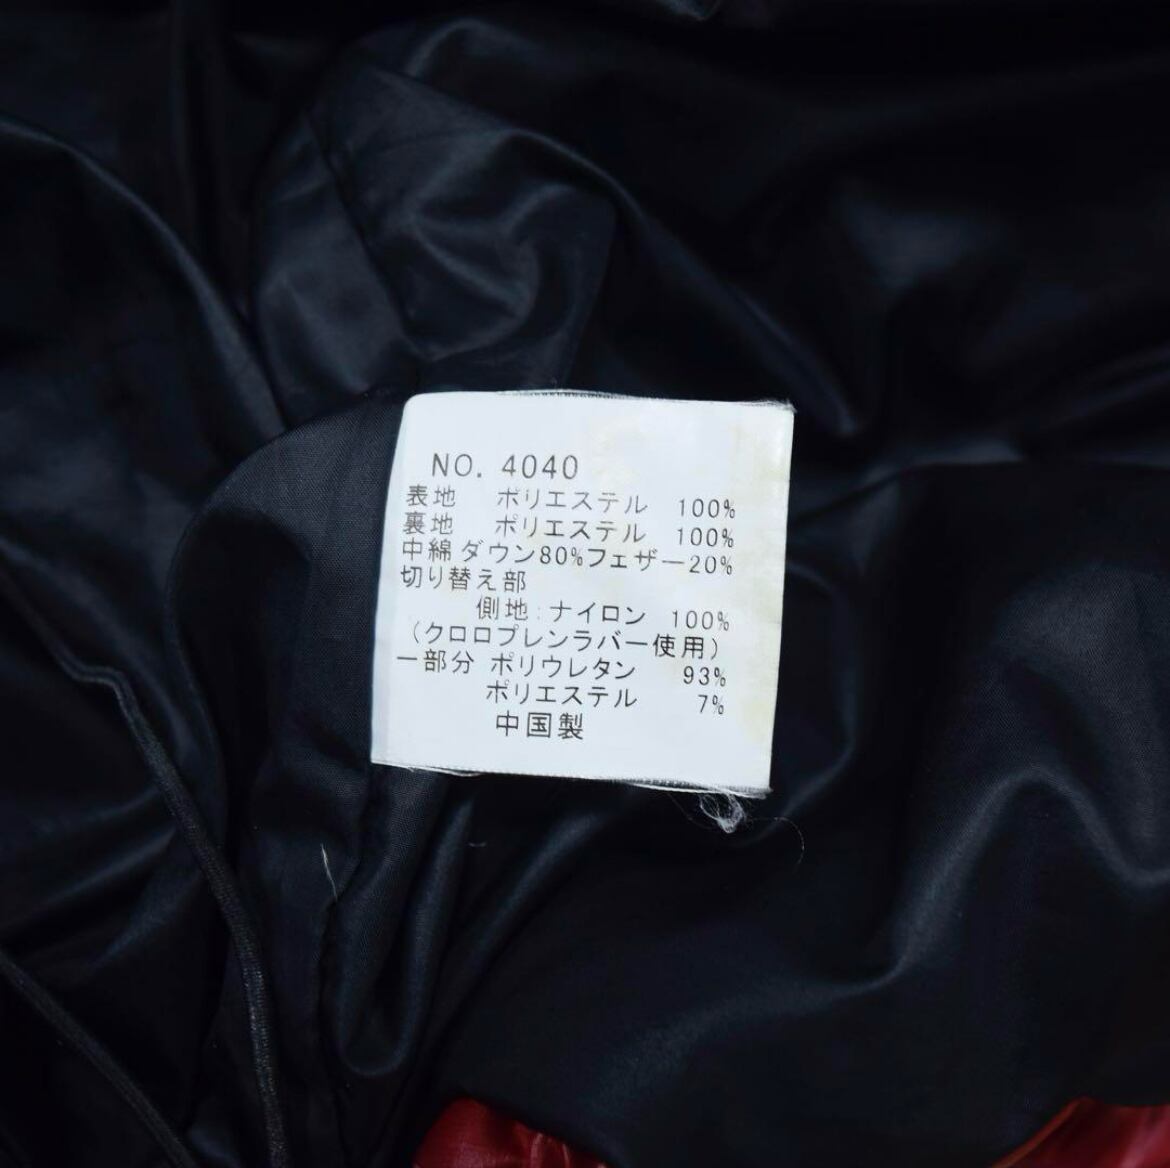 NO. 4040
表地 ポリエステル 100%
裏地 ポリエステル 100%
中綿 ダウン80%フェザー20%
切り替え部
側地:ナイロン 100%
(クロロプレンラバー使用)
一部分 ポリウレタン 93%
ポリエステル 7%
中国製